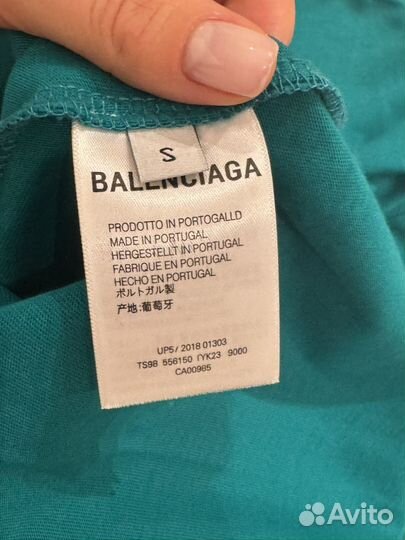 S
BALENCIAGA
PRODOTTO IN PORTOGALLD
MADE IN PORTUGAL
HERGESTELLT IN PORTUGAL
FABRIQUE EN PORTUGAL
HECHO EN PORTUGAL
ポルトガル製
产地:葡萄牙
UP5/ 2018 01303
TS98 556150 TYK23 9000
CA00985
Avito